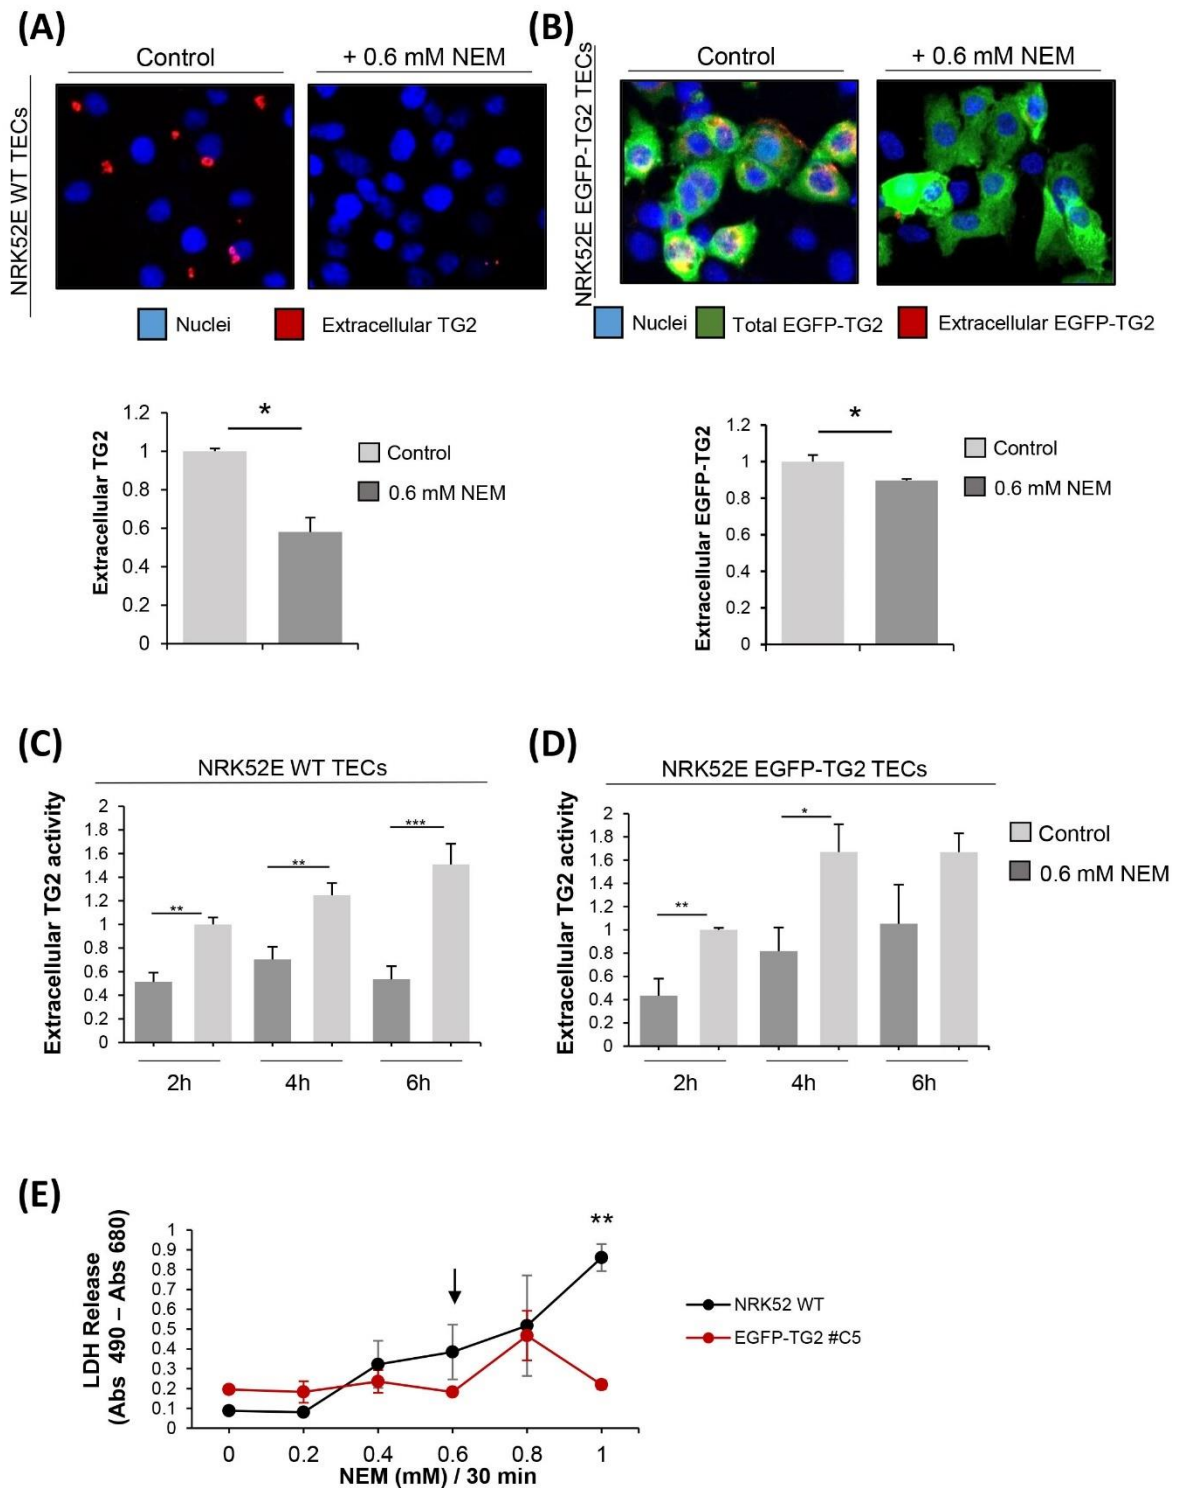 (A)
Control
+ 0.6 mM NEM
NRK52E WT TECs
Nuclei
Extracellular TG2
(B)
Control
+ 0.6 mM NEM
NRK52E EGFP-TG2 TECs
Nuclei
Total EGFP-TG2
Extracellular EGFP-TG2
Extracellular TG2
1.2
1
0.8
0.6
0.4
0.2
0
*
Control
0.6 mM NEM
Extracellular EGFP-TG2
1.2
1
0.8
0.6
0.4
0.2
0
*
Control
0.6 mM NEM
(C)
NRK52E WT TECs
Extracellular TG2 activity
2
1.8
1.6
1.4
1.2
1
0.8
0.6
0.4
0.2
0
**
**
***
2h
4h
6h
(D)
NRK52E EGFP-TG2 TECs
Extracellular TG2 activity
2
1.8
1.6
1.4
1.2
1
0.8
0.6
0.4
0.2
0
**
*
2h
4h
6h
Control
0.6 mM NEM
(E)
LDH Release
(Abs 490 – Abs 680)
1
0.9
0.8
0.7
0.6
0.5
0.4
0.3
0.2
0.1
0
**
0
0.2
0.4
0.6
0.8
1
NEM (mM) / 30 min
NRK52 WT
EGFP-TG2 #C5